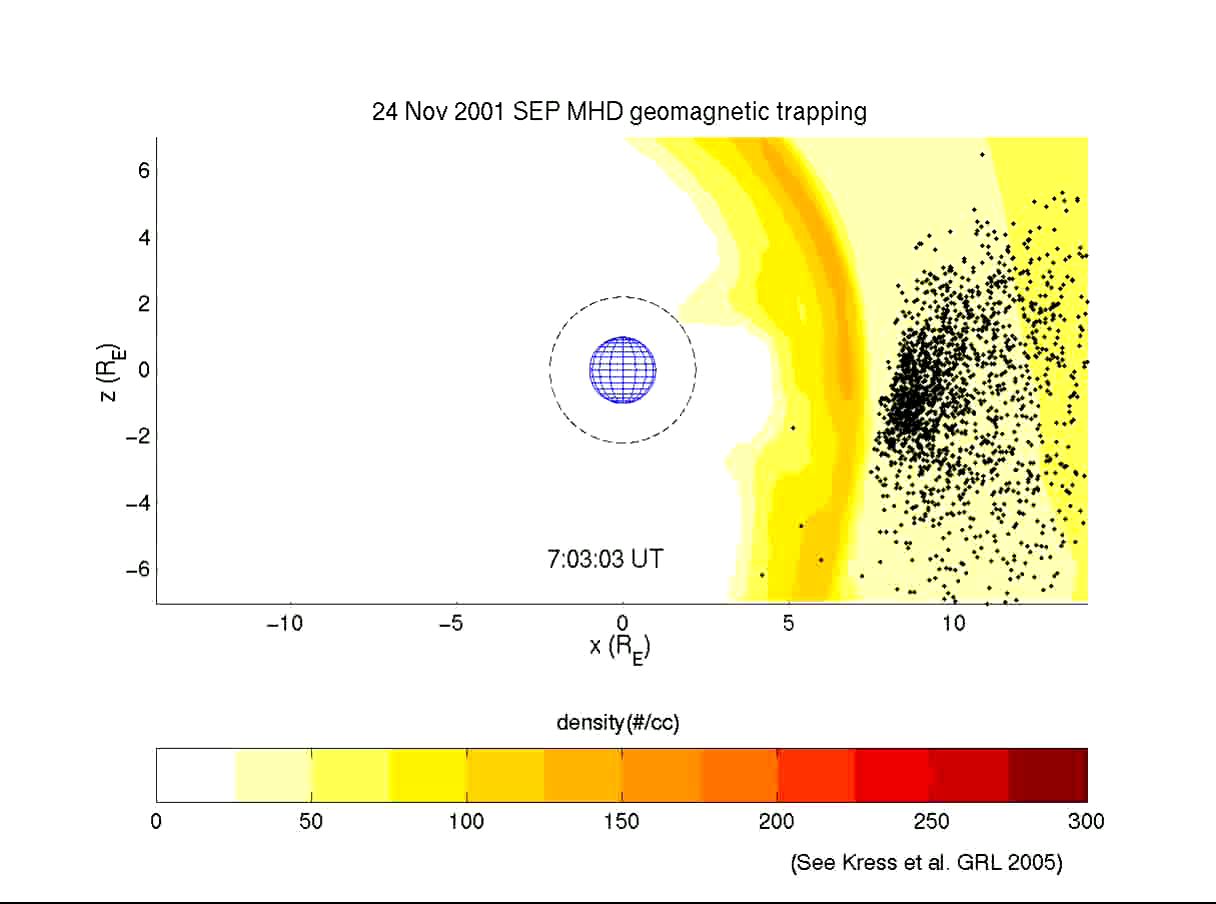 24 Nov 2001 SEP MHD geomagnetic trapping
6
4
2
0
−2
−4
−6
z (R_E)
7:03:03 UT
−10 −5 0 5 10
x (R_E)
density(#/cc)
0 50 100 150 200 250 300
(See Kress et al. GRL 2005)